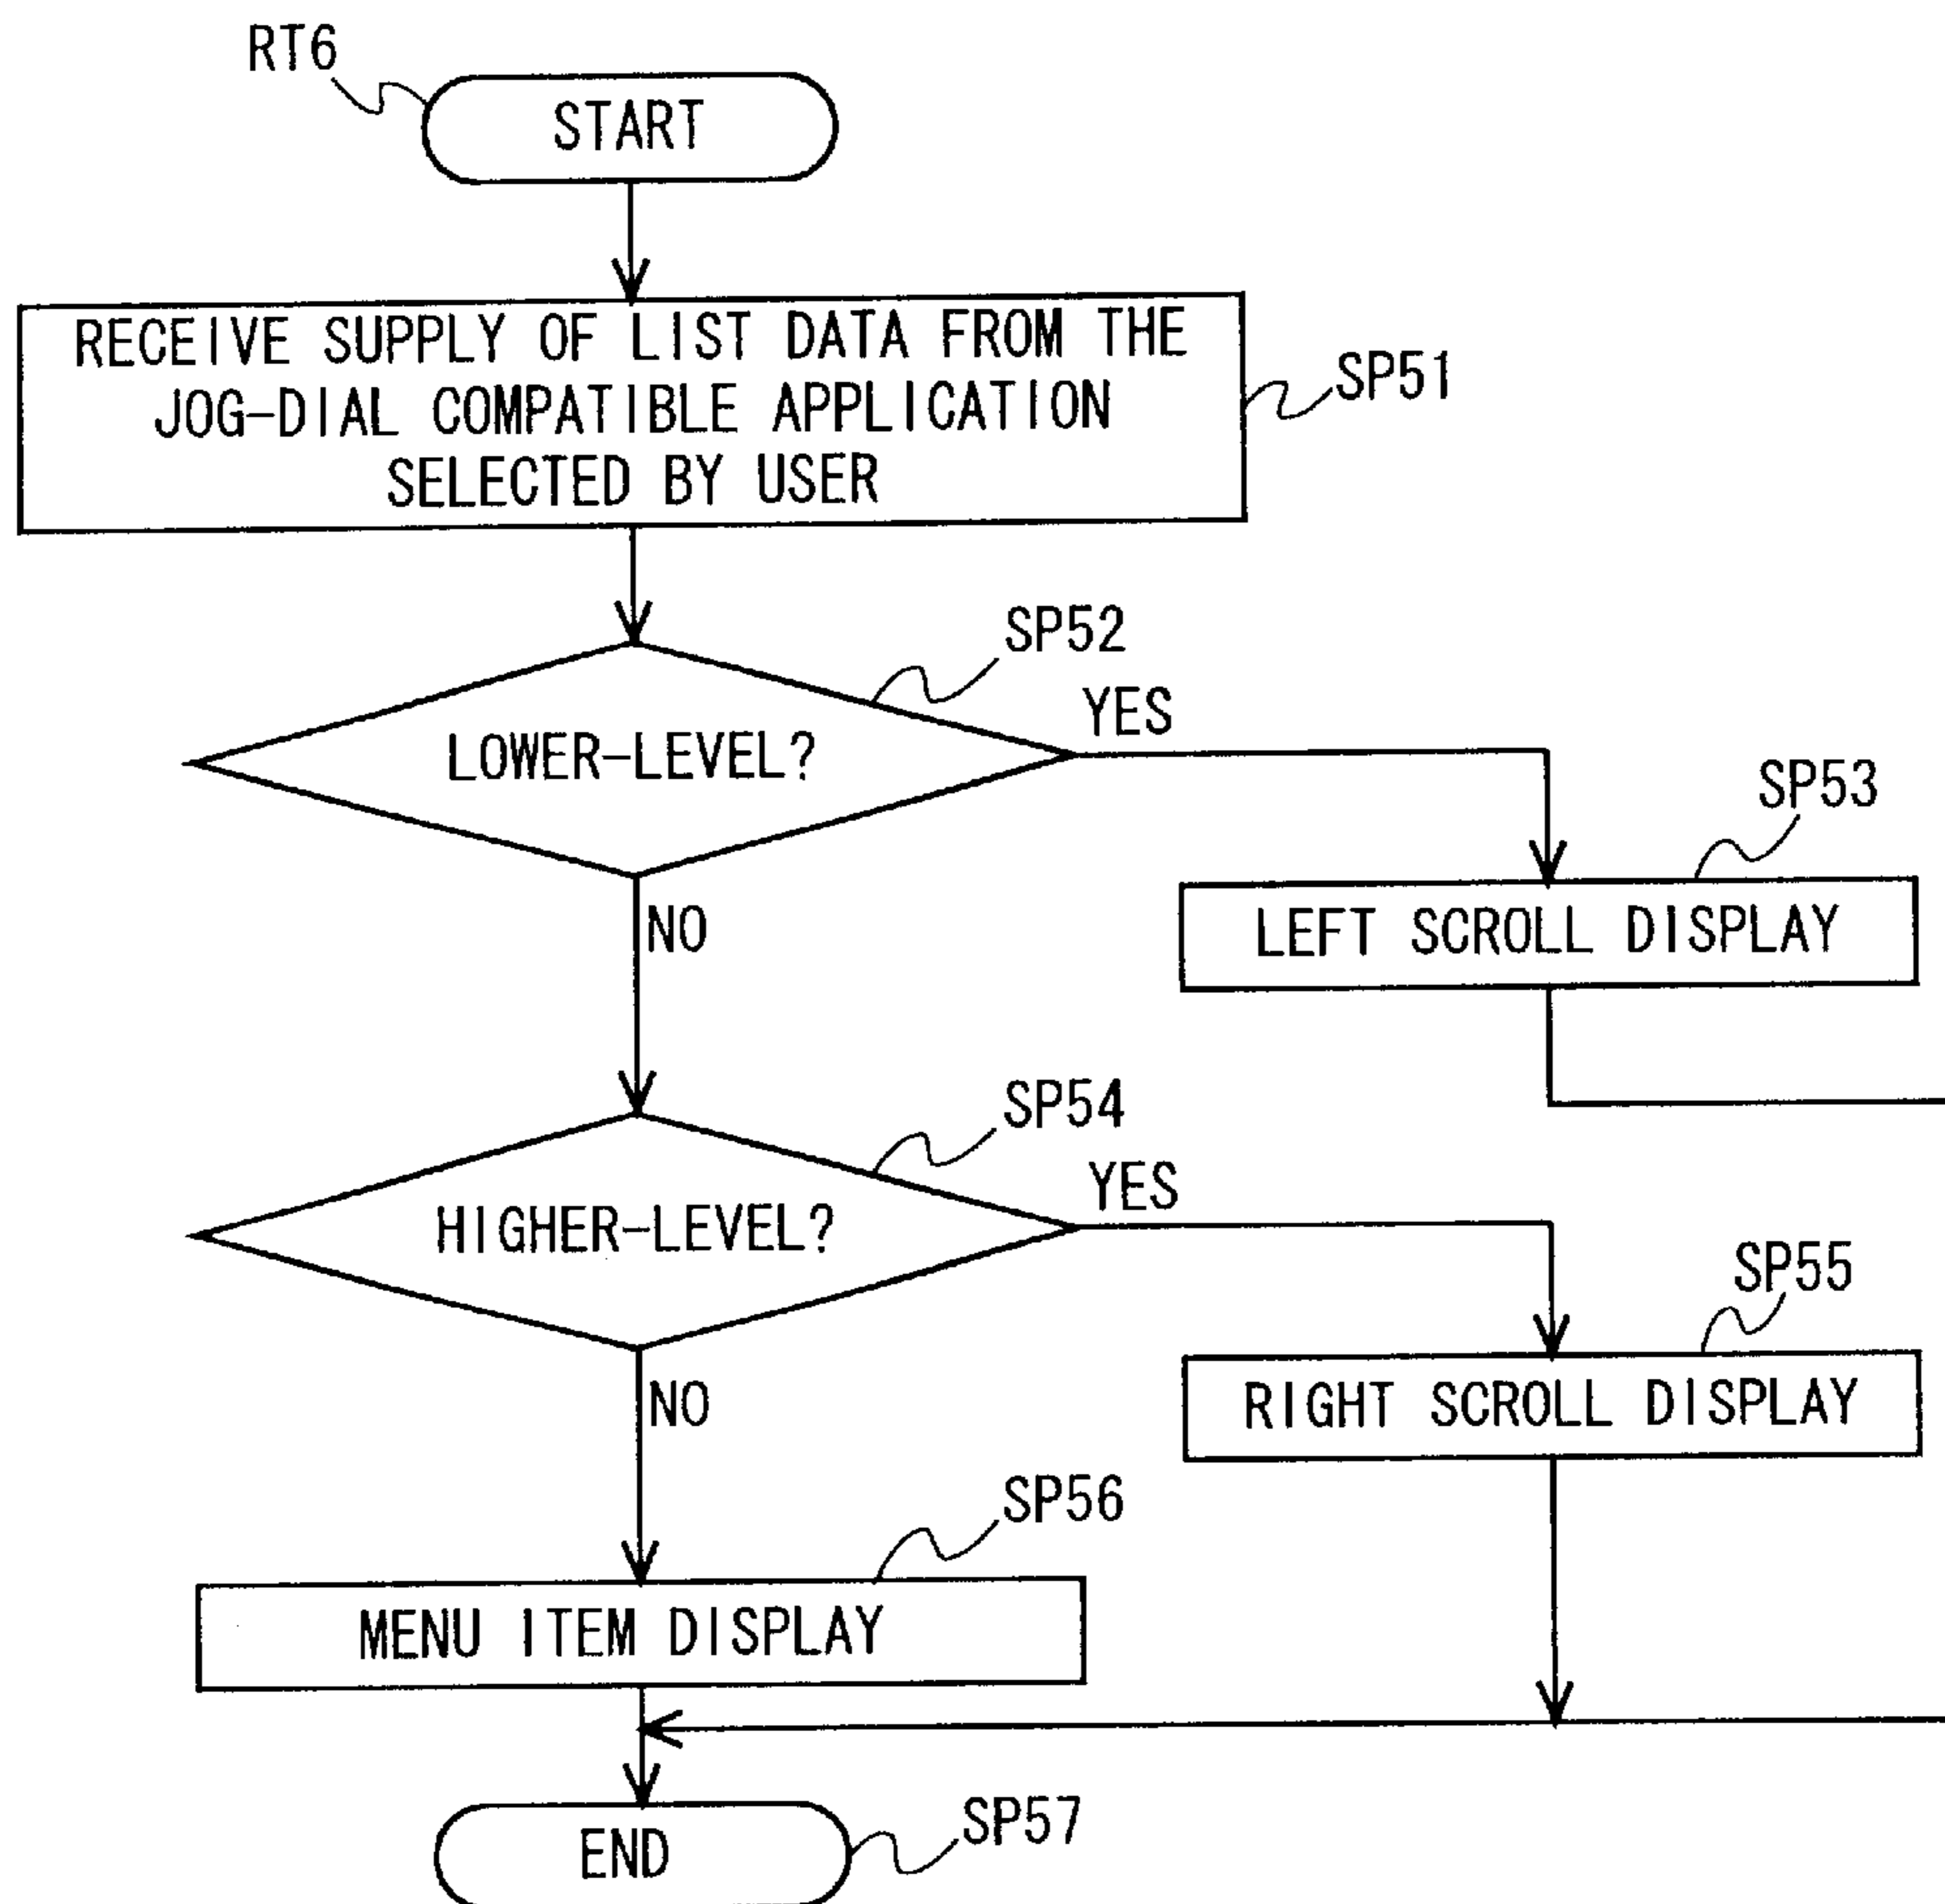 RT6
START
RECEIVE SUPPLY OF LIST DATA FROM THE
JOG-DIAL COMPATIBLE APPLICATION
SELECTED BY USER
SP51
SP52
LOWER-LEVEL?
YES
SP53
LEFT SCROLL DISPLAY
NO
SP54
HIGHER-LEVEL?
YES
SP55
RIGHT SCROLL DISPLAY
NO
SP56
MENU ITEM DISPLAY
END
SP57